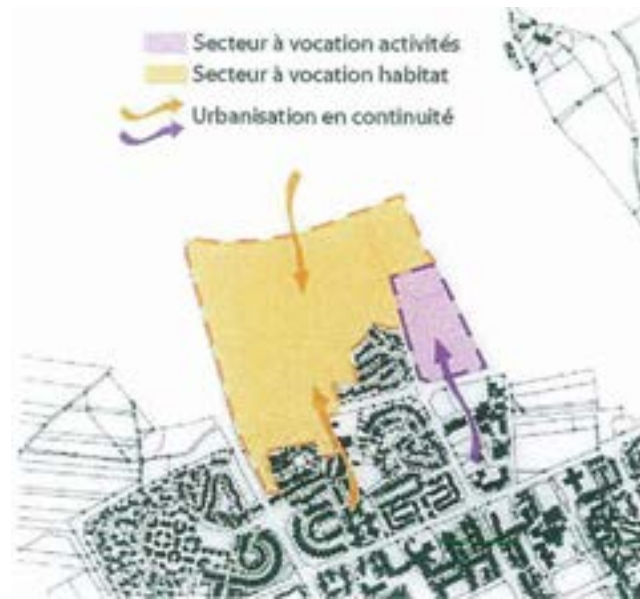 Secteur à vocation activités
Secteur à vocation habitat
Urbanisation en continuité